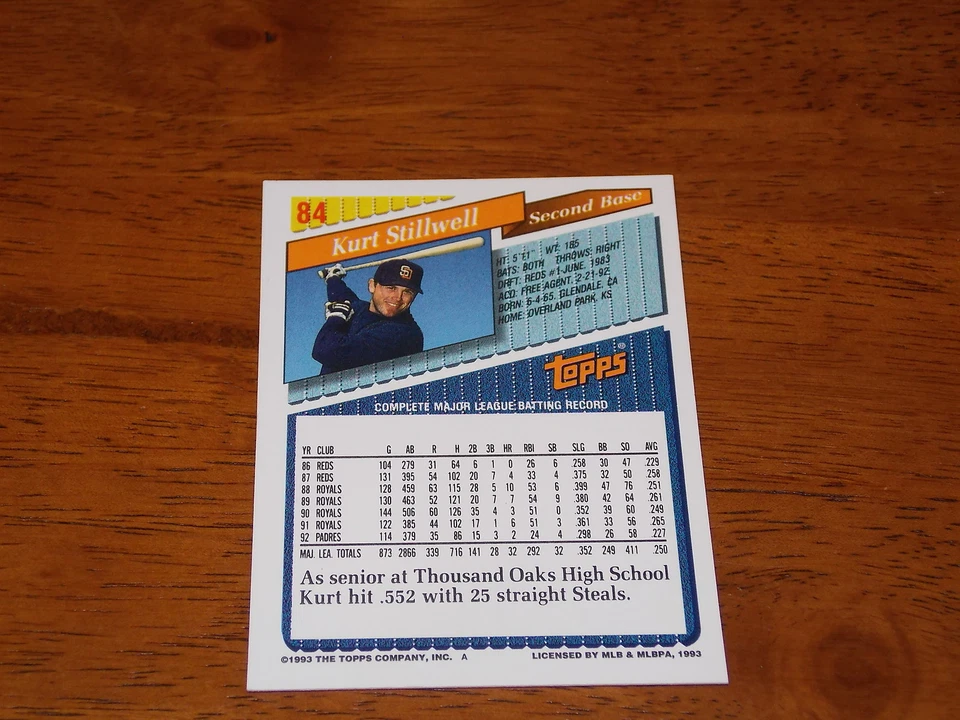 84
Kurt Stillwell
Second Base
SD
HT: 5'11" WT: 185
BATS: BOTH THROWS: RIGHT
DRFT: REDS #1-JUNE, 1983
ACQ: FREE AGENT, 2-21-92
BORN: 6-4-65, GLENDALE, CA
HOME: OVERLAND PARK, KS
Topps®
COMPLETE MAJOR LEAGUE BATTING RECORD
YR CLUB G AB R H 2B 3B HR RBI SB SLG BB SO AVG
86 REDS 104 279 31 64 6 1 0 26 6 .258 30 47 .229
87 REDS 131 395 54 102 20 7 4 33 4 .375 32 50 .258
88 ROYALS 128 459 63 115 28 5 10 53 6 .399 47 76 .251
89 ROYALS 130 463 52 121 20 7 7 54 9 .380 42 64 .261
90 ROYALS 144 506 60 126 35 4 3 51 0 .352 39 60 .249
91 ROYALS 122 385 44 102 17 1 6 51 3 .361 33 56 .265
92 PADRES 114 379 35 86 15 3 2 24 4 .298 26 58 .227
MAJ. LEA. TOTALS 873 2866 339 716 141 28 32 292 32 .352 249 411 .250
As senior at Thousand Oaks High School
Kurt hit .552 with 25 straight Steals.
©1993 THE TOPPS COMPANY, INC. A LICENSED BY MLB & MLBPA, 1993